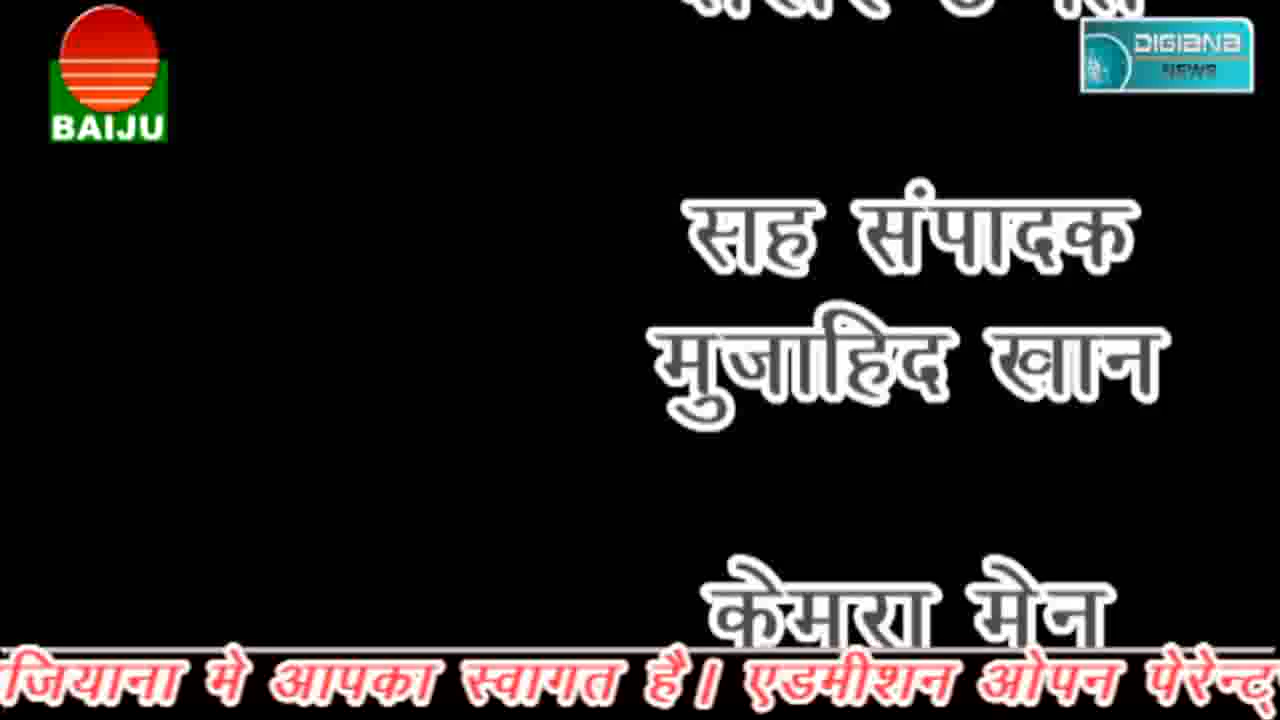 DIGIANA
NEWS
BAIJU
सह संपादक
मुजाहिद खान
केमरा मेन
जियाना मे आपका स्वागत है। एडमीशन ओपन पेरेन्ट्